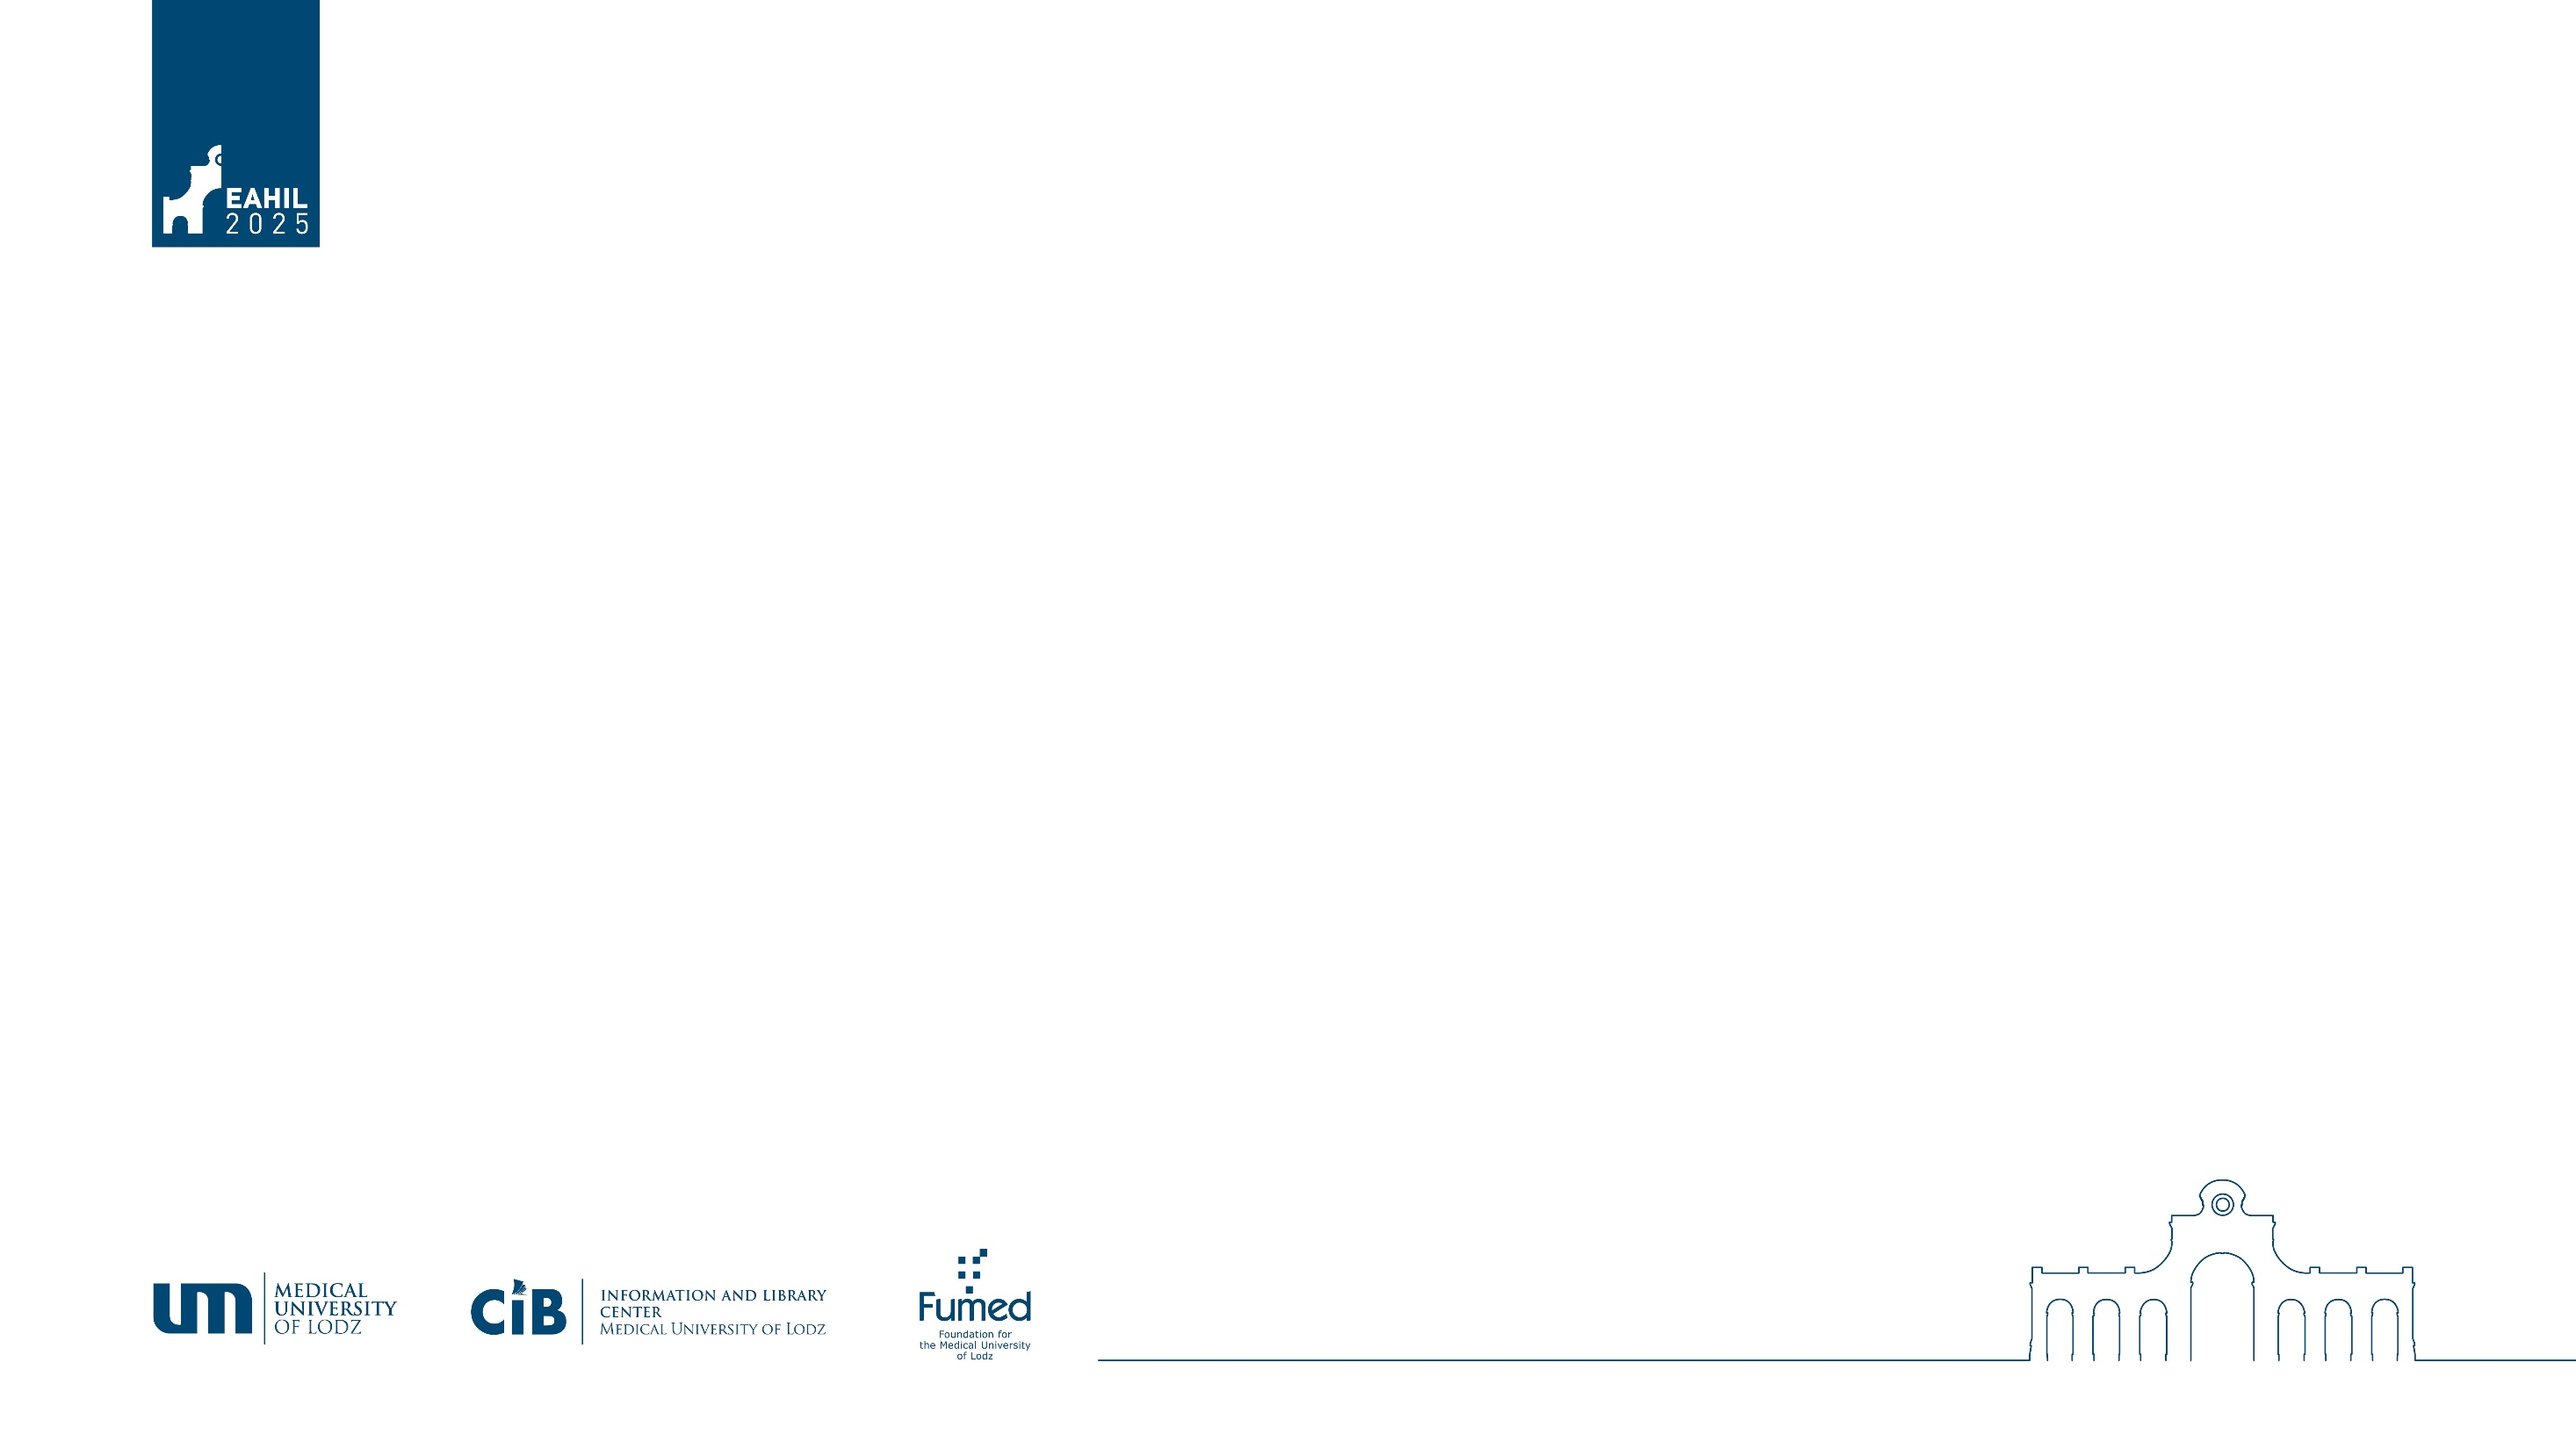 EAHIL
2025
um
MEDICAL
UNIVERSITY
OF LODZ
CiB
INFORMATION AND LIBRARY
CENTER
MEDICAL UNIVERSITY OF LODZ
Fumed
Foundation for
the Medical University
of Lodz